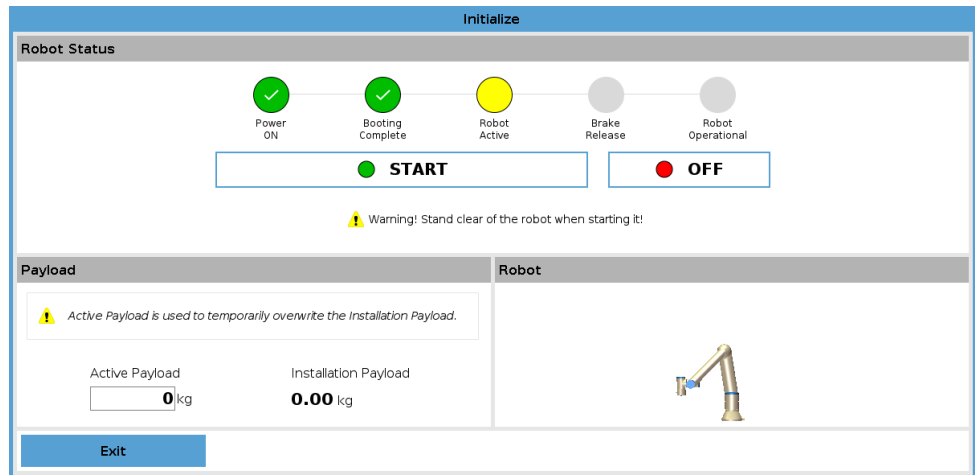 Initialize
Robot Status
Power
ON
Booting
Complete
Robot
Active
Brake
Release
Robot
Operational
START
OFF
Warning! Stand clear of the robot when starting it!
Payload
Active Payload is used to temporarily overwrite the Installation Payload.
Active Payload
0 kg
Installation Payload
0.00 kg
Robot
Exit